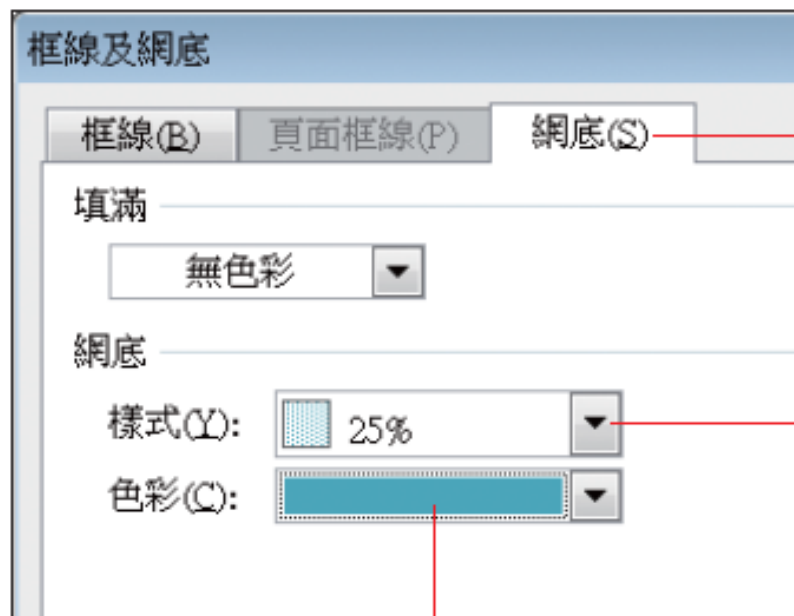 框線及網底
框線(B) 頁面框線(P) 網底(S)
填滿
無色彩
網底
樣式(Y): 25%
色彩(C):